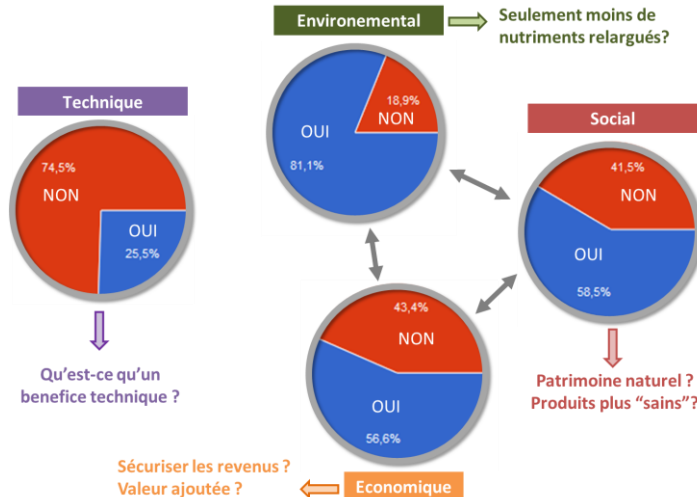 Environemental
Seulement moins de
nutriments relargués?
18,9%
NON
OUI
81,1%
Technique
74,5%
NON
OUI
25,5%
Social
41,5%
NON
OUI
58,5%
43,4%
NON
OUI
56,6%
Qu’est-ce qu’un
benefice technique ?
Patrimoine naturel ?
Produits plus “sains”?
Sécuriser les revenus ?
Valeur ajoutée ?
Economique